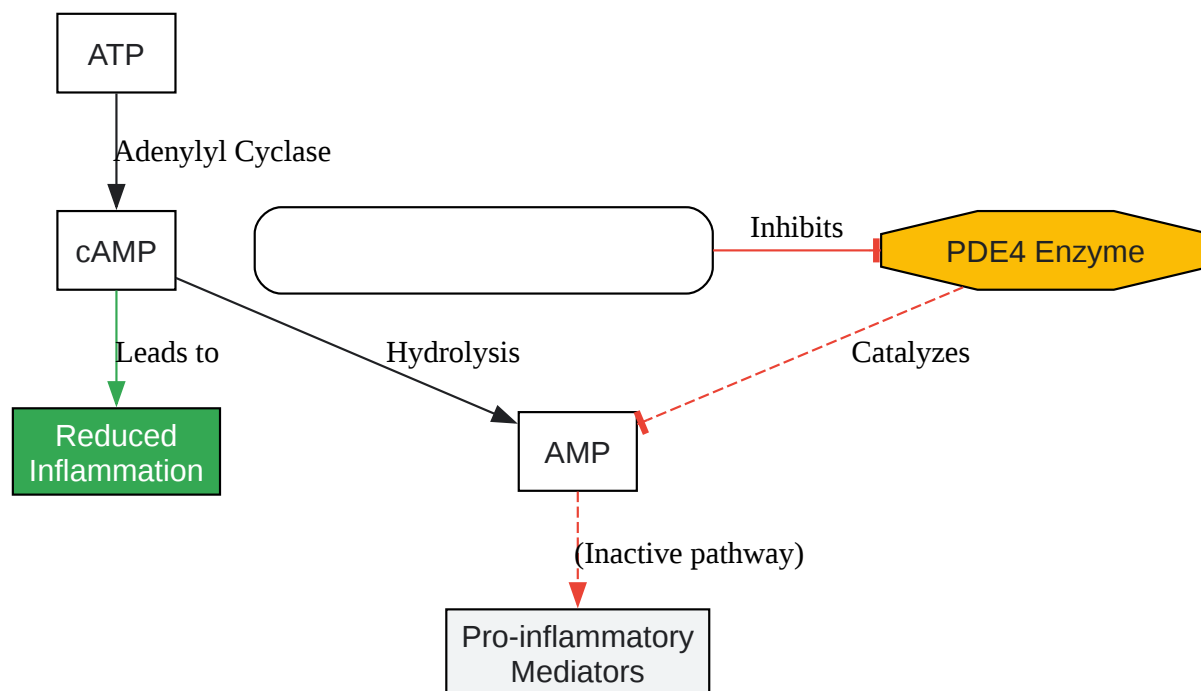 ATP
Adenylyl Cyclase
cAMP
Inhibits
PDE4 Enzyme
Leads to
Hydrolysis
Catalyzes
Reduced
Inflammation
AMP
(Inactive pathway)
Pro-inflammatory
Mediators